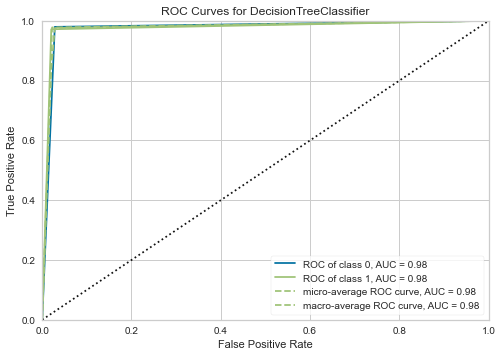 ROC Curves for DecisionTreeClassifier
1.0
0.8
0.6
0.4
0.2
0.0
True Positive Rate
ROC of class 0, AUC = 0.98
ROC of class 1, AUC = 0.98
micro-average ROC curve, AUC = 0.98
macro-average ROC curve, AUC = 0.98
0.0 0.2 0.4 0.6 0.8 1.0
False Positive Rate